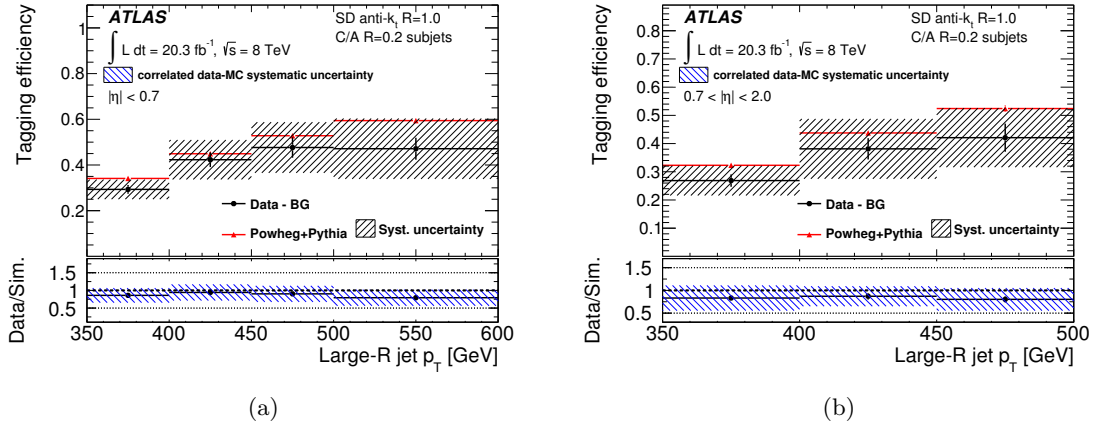 ATLAS
SD anti-k_t R=1.0
C/A R=0.2 subjets
∫ L dt = 20.3 fb⁻¹, √s = 8 TeV
correlated data-MC systematic uncertainty
|η| < 0.7
Tagging efficiency
1
0.8
0.6
0.4
0.2
Data - BG
Powheg+Pythia
Syst. uncertainty
Data/Sim.
1.5
1
0.5
350 400 450 500 550 600
Large-R jet p_T [GeV]
(a)
ATLAS
SD anti-k_t R=1.0
C/A R=0.2 subjets
∫ L dt = 20.3 fb⁻¹, √s = 8 TeV
correlated data-MC systematic uncertainty
0.7 < |η| < 2.0
Tagging efficiency
0.8
0.7
0.6
0.5
0.4
0.3
0.2
0.1
Data - BG
Powheg+Pythia
Syst. uncertainty
Data/Sim.
1.5
1
0.5
350 400 450 500
Large-R jet p_T [GeV]
(b)